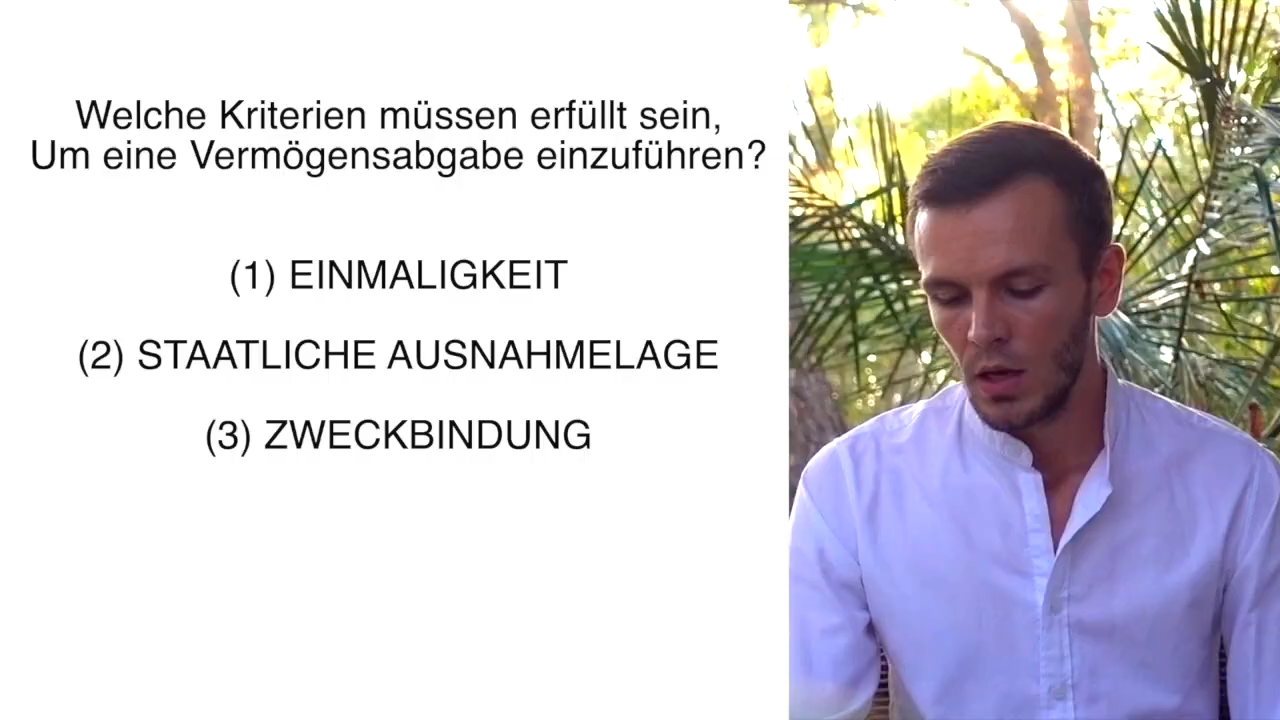 Welche Kriterien müssen erfüllt sein,
Um eine Vermögensabgabe einzuführen?
(1) EINMALIGKEIT
(2) STAATLICHE AUSNAHMELAGE
(3) ZWECKBINDUNG